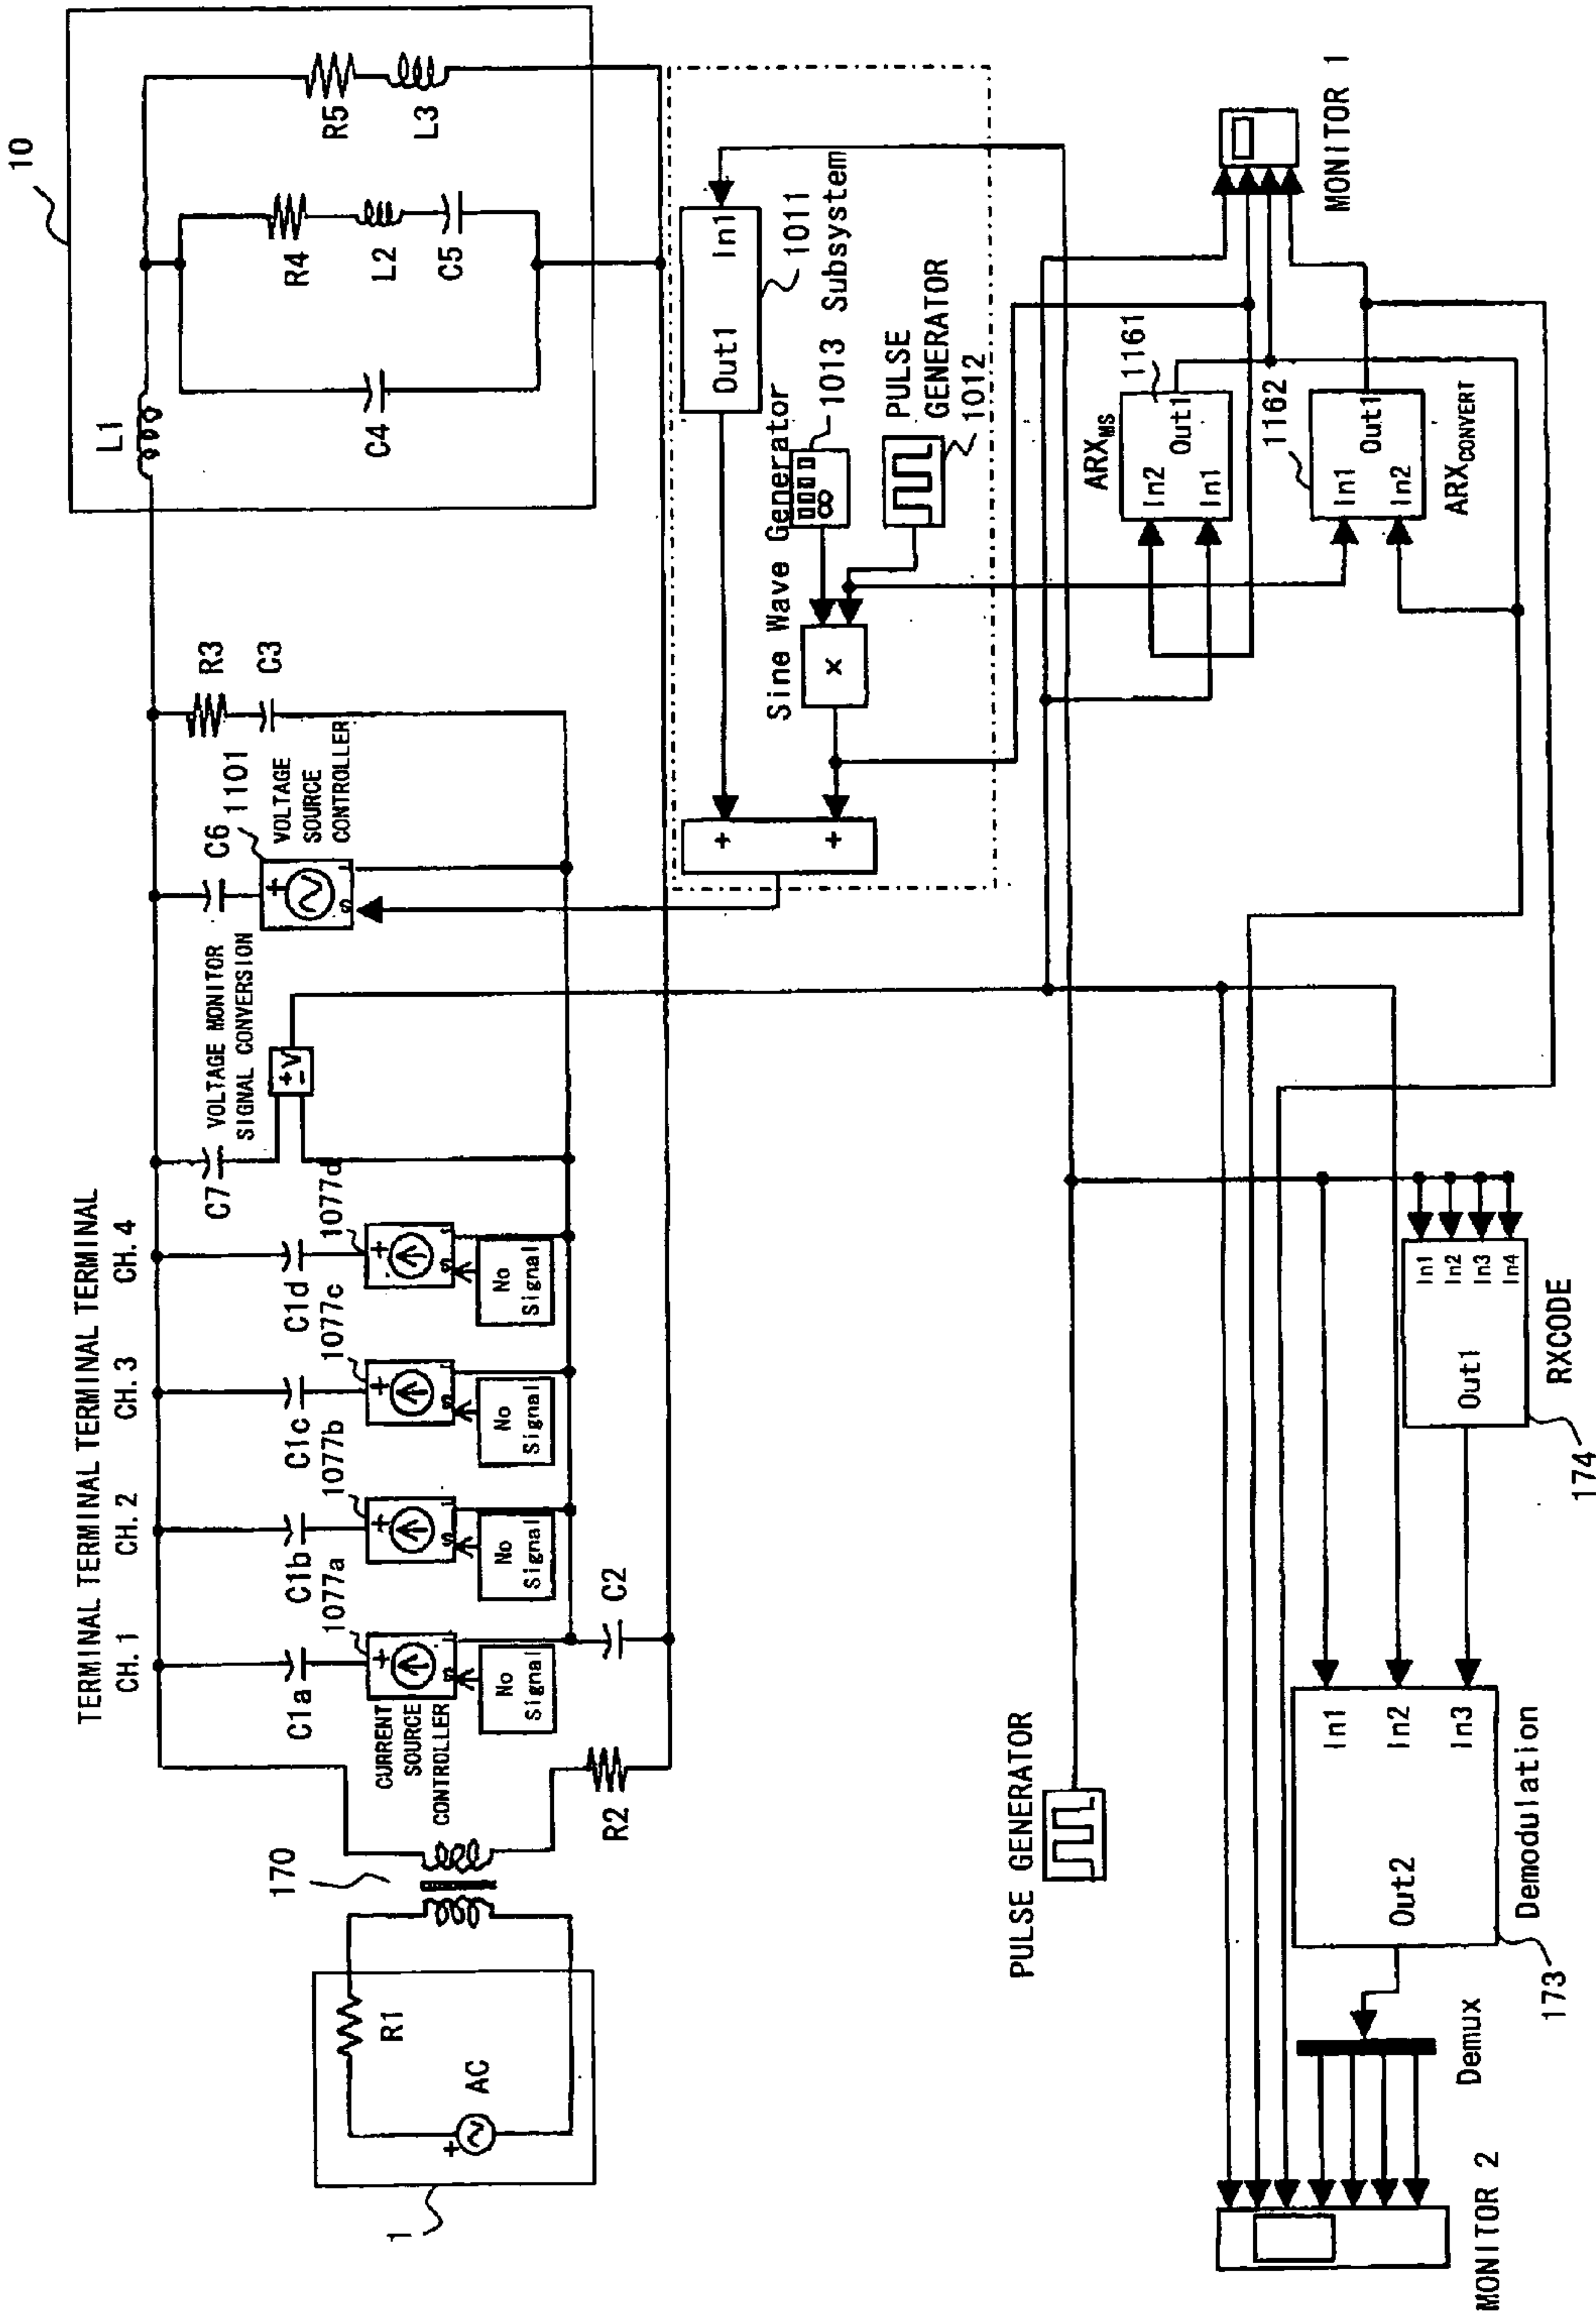 10
L1
R5
L3
R4
L2
C5
C4
R3
C3
C6
1101
VOLTAGE
SOURCE
CONTROLLER
+
S
VOLTAGE MONITOR
SIGNAL CONVERSION
C7
+
- V
TERMINAL TERMINAL TERMINAL TERMINAL
CH.1
CH.2
CH.3
CH.4
C1a
1077a
C1b
1077b
C1c
1077c
C1d
1077d
CURRENT
SOURCE
CONTROLLER
+
S
+
S
+
S
+
S
No
Signal
No
Signal
No
Signal
No
Signal
C2
R2
170
R1
AC
+
1
In1
Out1
1011
Subsystem
Sine Wave Generator
1013
PULSE
GENERATOR
1012
x
+
+
MONITOR 1
ARXMS
1161
In2
In1
Out1
1162
In1
In2
Out1
ARXCONVERT
PULSE GENERATOR
In1
In2
In3
In4
Out1
RXCODE
174
In1
In2
In3
Out2
Demodulation
173
Demux
MONITOR 2